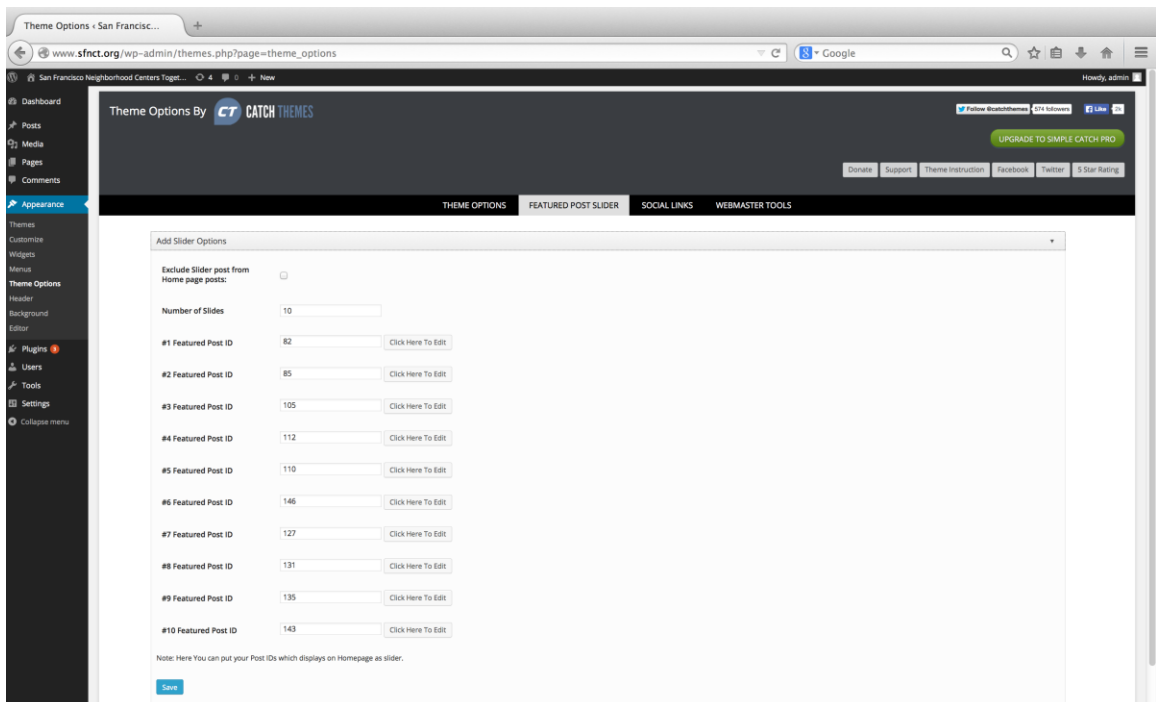 Theme Options ‹ San Francisc...
www.sfnct.org/wp-admin/themes.php?page=theme_options
Google
San Francisco Neighborhood Centers Toget... 4 0 + New
Howdy, admin
Dashboard
Posts
Media
Pages
Comments
Appearance
Themes
Customize
Widgets
Menus
Theme Options
Header
Background
Editor
Plugins 3
Users
Tools
Settings
Collapse menu
Theme Options By CT CATCH THEMES
Follow @catchthemes 574 followers Like 2k
UPGRADE TO SIMPLE CATCH PRO
Donate Support Theme Instruction Facebook Twitter 5 Star Rating
THEME OPTIONS FEATURED POST SLIDER SOCIAL LINKS WEBMASTER TOOLS
Add Slider Options
Exclude Slider post from
Home page posts:
Number of Slides 10
#1 Featured Post ID 82 Click Here To Edit
#2 Featured Post ID 85 Click Here To Edit
#3 Featured Post ID 105 Click Here To Edit
#4 Featured Post ID 112 Click Here To Edit
#5 Featured Post ID 110 Click Here To Edit
#6 Featured Post ID 146 Click Here To Edit
#7 Featured Post ID 127 Click Here To Edit
#8 Featured Post ID 131 Click Here To Edit
#9 Featured Post ID 135 Click Here To Edit
#10 Featured Post ID 143 Click Here To Edit
Note: Here You can put your Post IDs which displays on Homepage as slider.
Save